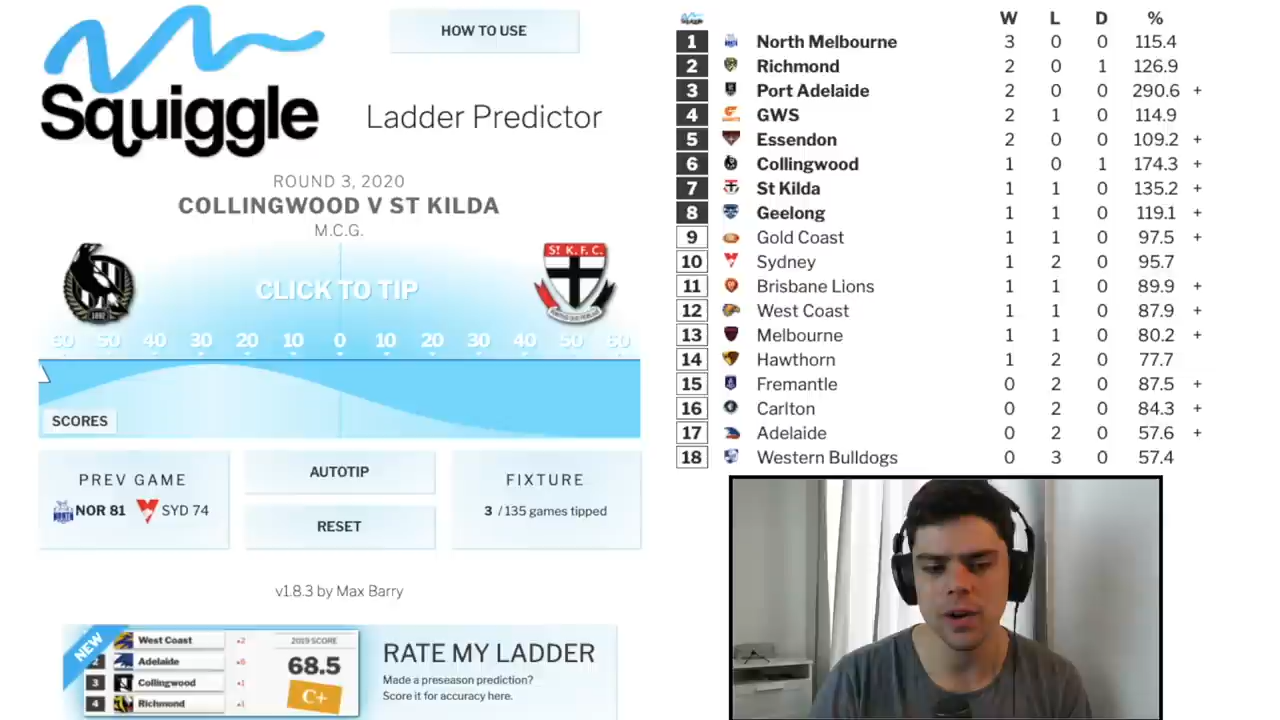 Squiggle
HOW TO USE
Ladder Predictor
ROUND 3, 2020
COLLINGWOOD V ST KILDA
M.C.G.
1892
ST K.F.C.
CLICK TO TIP
60 50 40 30 20 10 0 10 20 30 40 50 60
SCORES
PREV GAME
NOR 81 SYD 74
AUTOTIP
RESET
FIXTURE
3 / 135 games tipped
v1.8.3 by Max Barry
NEW
West Coast
2 Adelaide
3 Collingwood
4 Richmond
2019 SCORE
68.5
C+
RATE MY LADDER
Made a preseason prediction?
Score it for accuracy here.
W L D %
1 North Melbourne 3 0 0 115.4
2 Richmond 2 0 1 126.9
3 Port Adelaide 2 0 0 290.6 +
4 GWS 2 1 0 114.9
5 Essendon 2 0 0 109.2 +
6 Collingwood 1 0 1 174.3 +
7 St Kilda 1 1 0 135.2 +
8 Geelong 1 1 0 119.1 +
9 Gold Coast 1 1 0 97.5 +
10 Sydney 1 2 0 95.7
11 Brisbane Lions 1 1 0 89.9 +
12 West Coast 1 1 0 87.9 +
13 Melbourne 1 1 0 80.2 +
14 Hawthorn 1 2 0 77.7
15 Fremantle 0 2 0 87.5 +
16 Carlton 0 2 0 84.3 +
17 Adelaide 0 2 0 57.6 +
18 Western Bulldogs 0 3 0 57.4